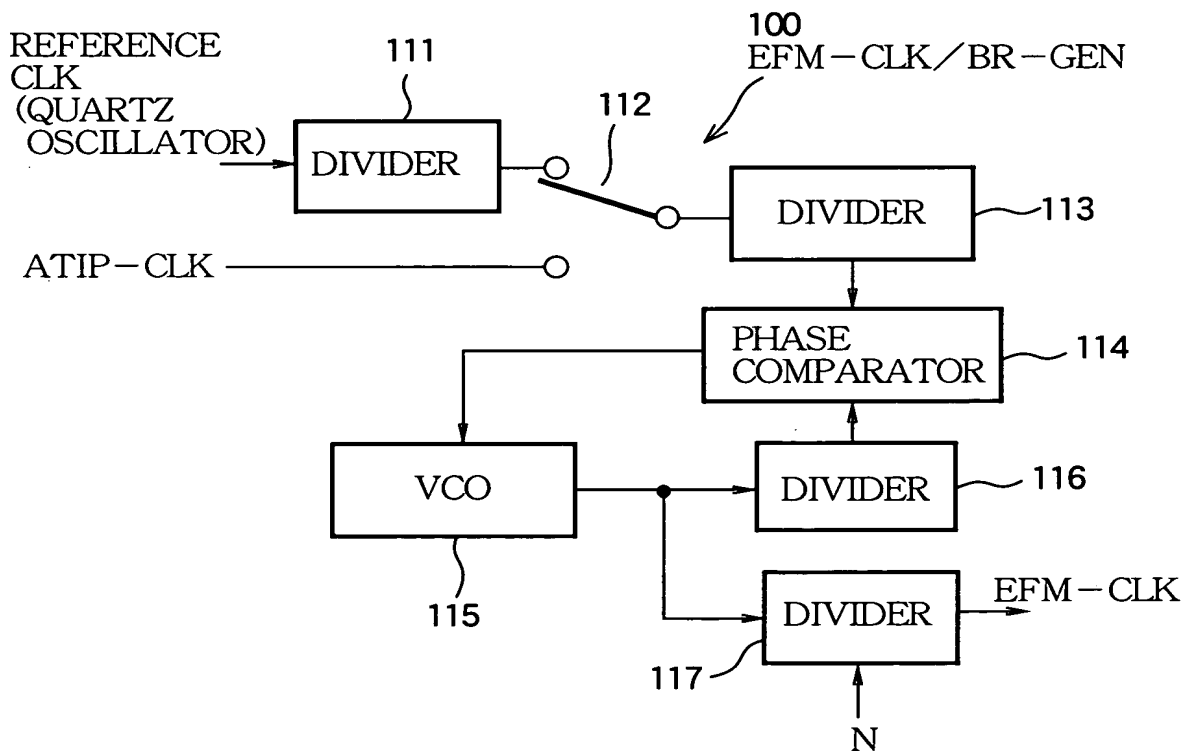 REFERENCE
CLK
(QUARTZ
OSCILLATOR)
111
DIVIDER
112
100
EFM-CLK/BR-GEN
DIVIDER
113
ATIP-CLK
PHASE
COMPARATOR
114
VCO
115
DIVIDER
116
DIVIDER
117
EFM-CLK
N